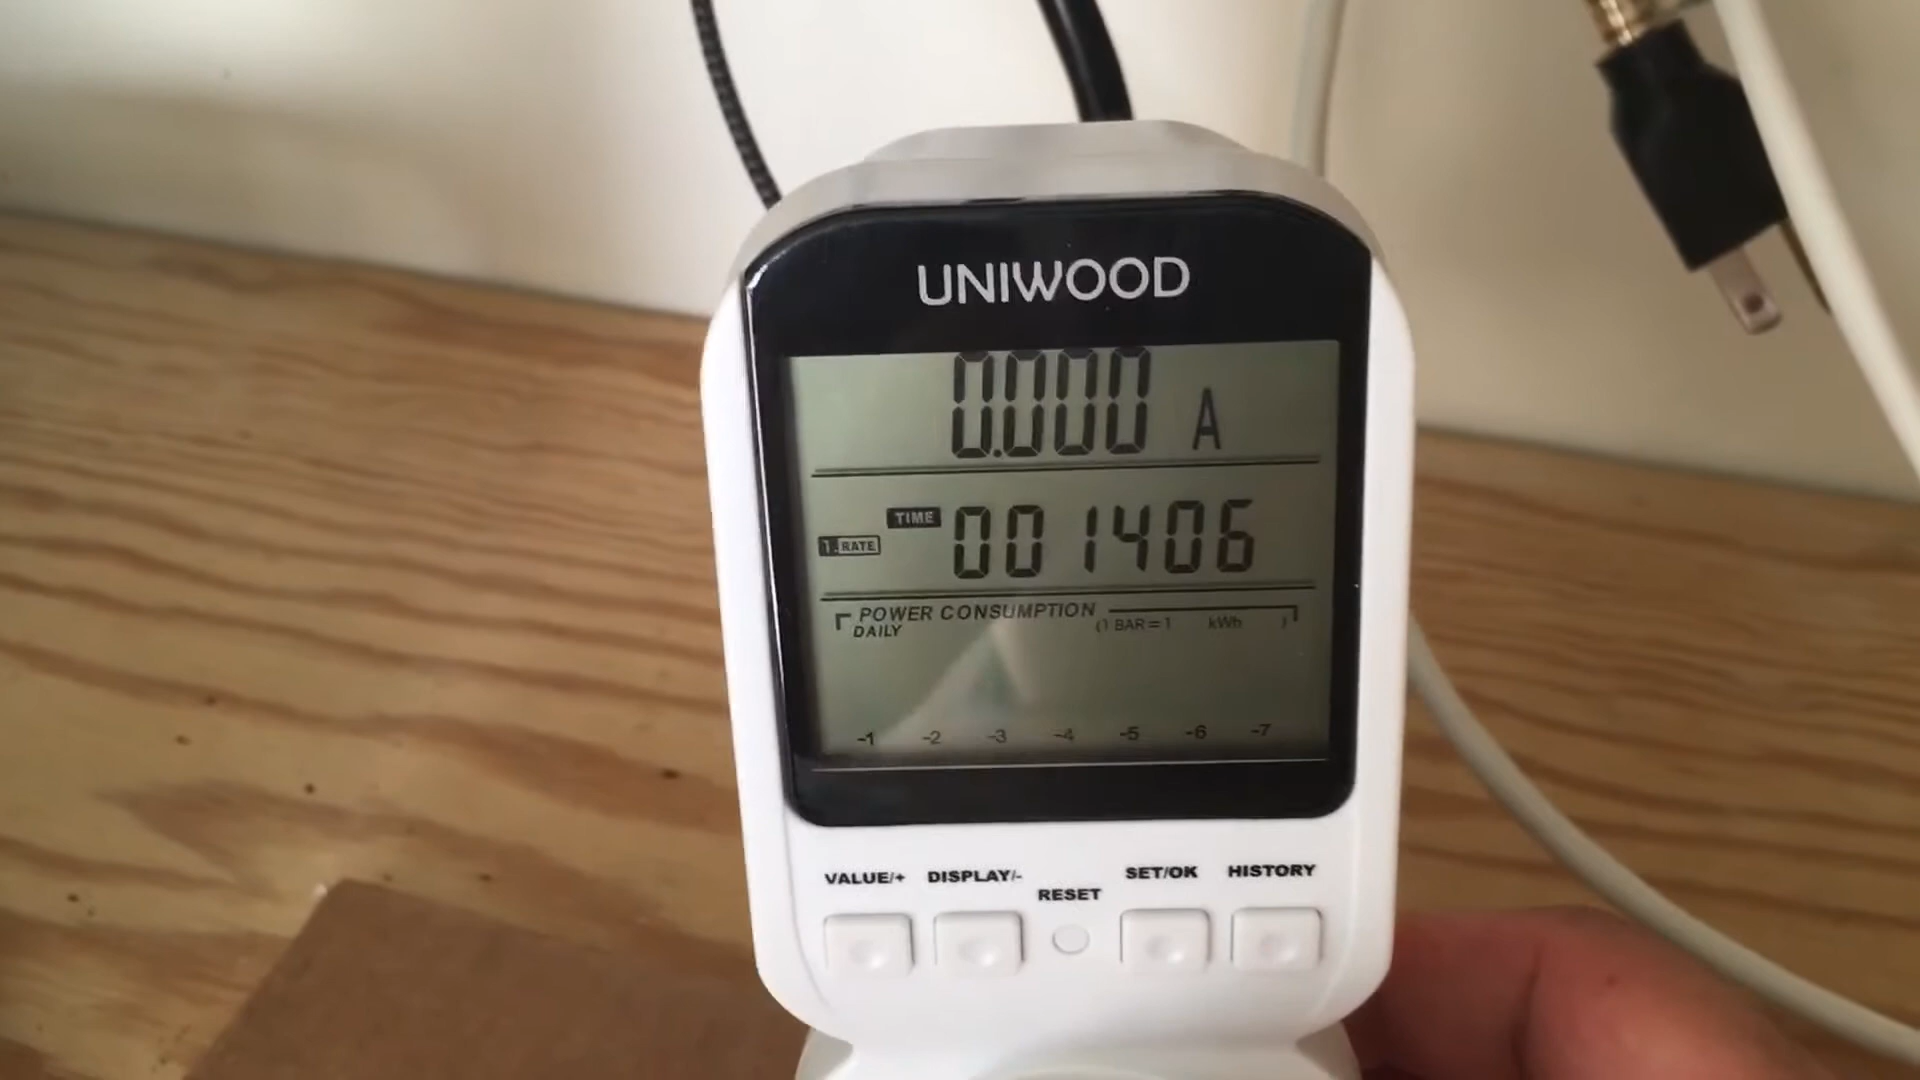 UNIWOOD
0.000 A
TIME
1. RATE 001406
POWER CONSUMPTION
DAILY (1 BAR=1 kWh )
-1 -2 -3 -4 -5 -6 -7
VALUE/+ DISPLAY/- RESET SET/OK HISTORY